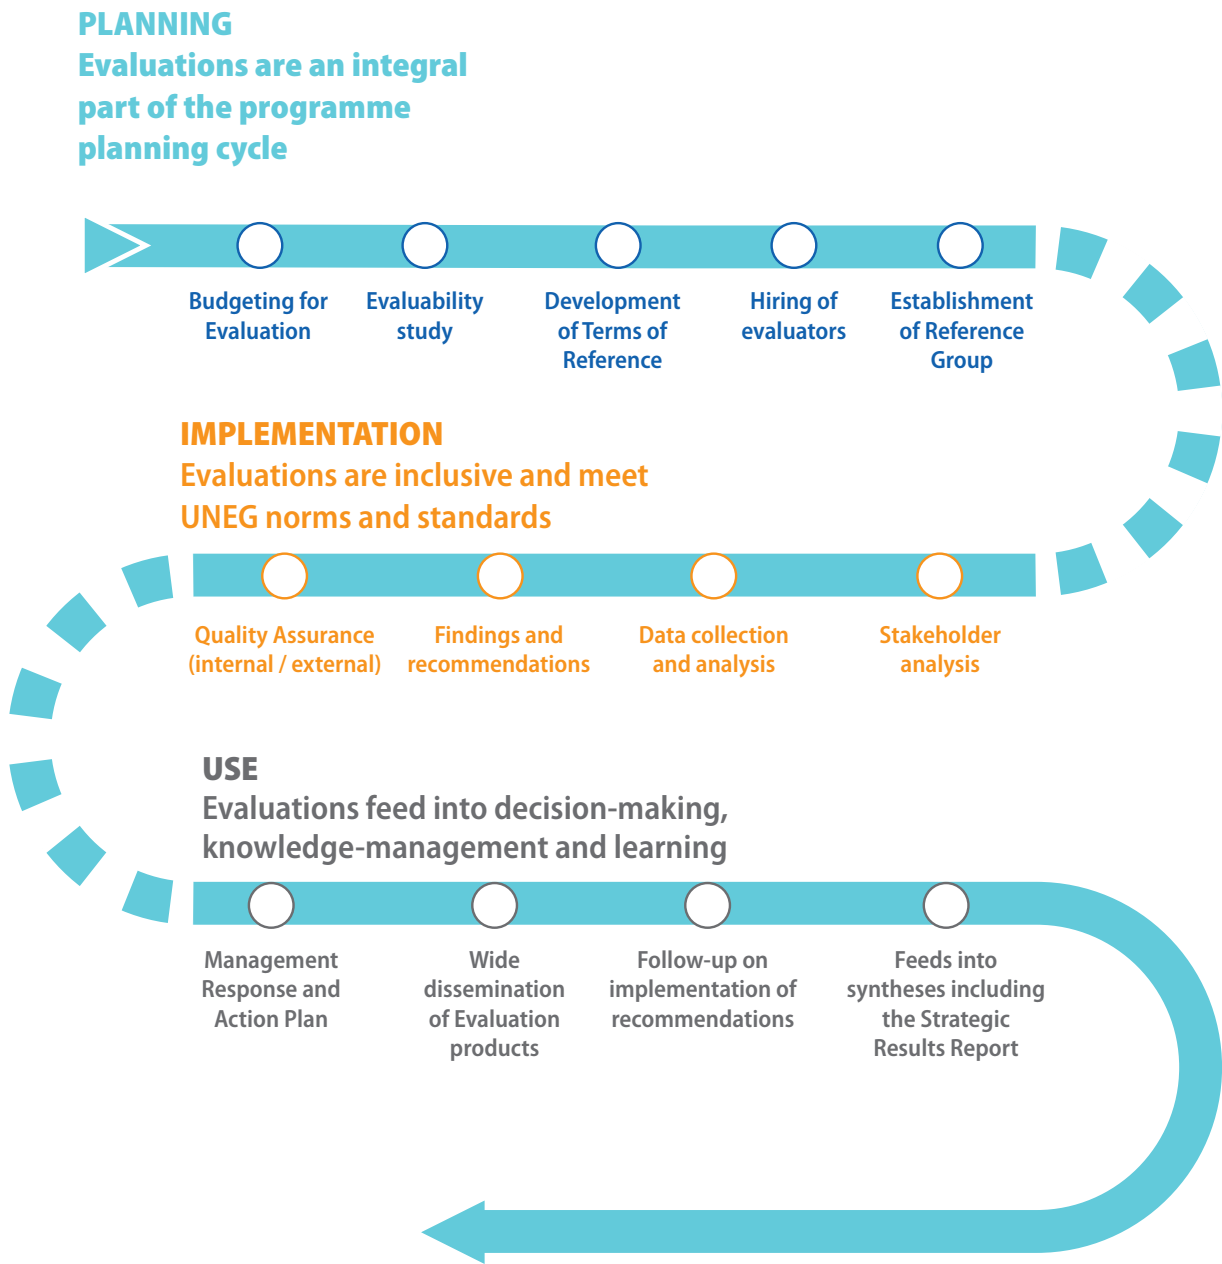 PLANNING
Evaluations are an integral
part of the programme
planning cycle
Budgeting for
Evaluation
Evaluability
study
Development
of Terms of
Reference
Hiring of
evaluators
Establishment
of Reference
Group
IMPLEMENTATION
Evaluations are inclusive and meet
UNEG norms and standards
Quality Assurance
(internal / external)
Findings and
recommendations
Data collection
and analysis
Stakeholder
analysis
USE
Evaluations feed into decision-making,
knowledge-management and learning
Management
Response and
Action Plan
Wide
dissemination
of Evaluation
products
Follow-up on
implementation of
recommendations
Feeds into
syntheses including
the Strategic
Results Report